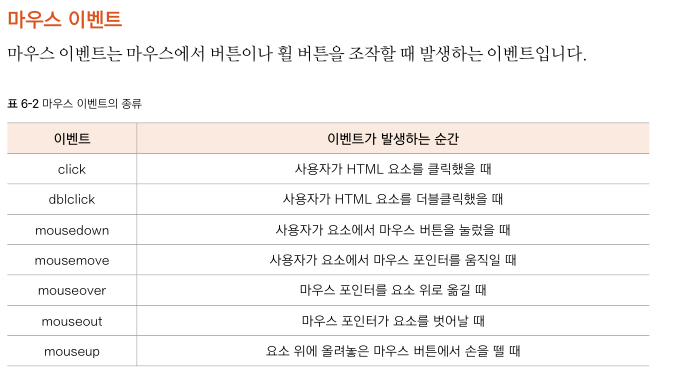 마우스 이벤트
마우스 이벤트는 마우스에서 버튼이나 휠 버튼을 조작할 때 발생하는 이벤트입니다.
표 6-2 마우스 이벤트의 종류
이벤트 이벤트가 발생하는 순간
click 사용자가 HTML 요소를 클릭했을 때
dblclick 사용자가 HTML 요소를 더블클릭했을 때
mousedown 사용자가 요소에서 마우스 버튼을 눌렀을 때
mousemove 사용자가 요소에서 마우스 포인터를 움직일 때
mouseover 마우스 포인터를 요소 위로 옮길 때
mouseout 마우스 포인터가 요소를 벗어날 때
mouseup 요소 위에 올려놓은 마우스 버튼에서 손을 뗄 때